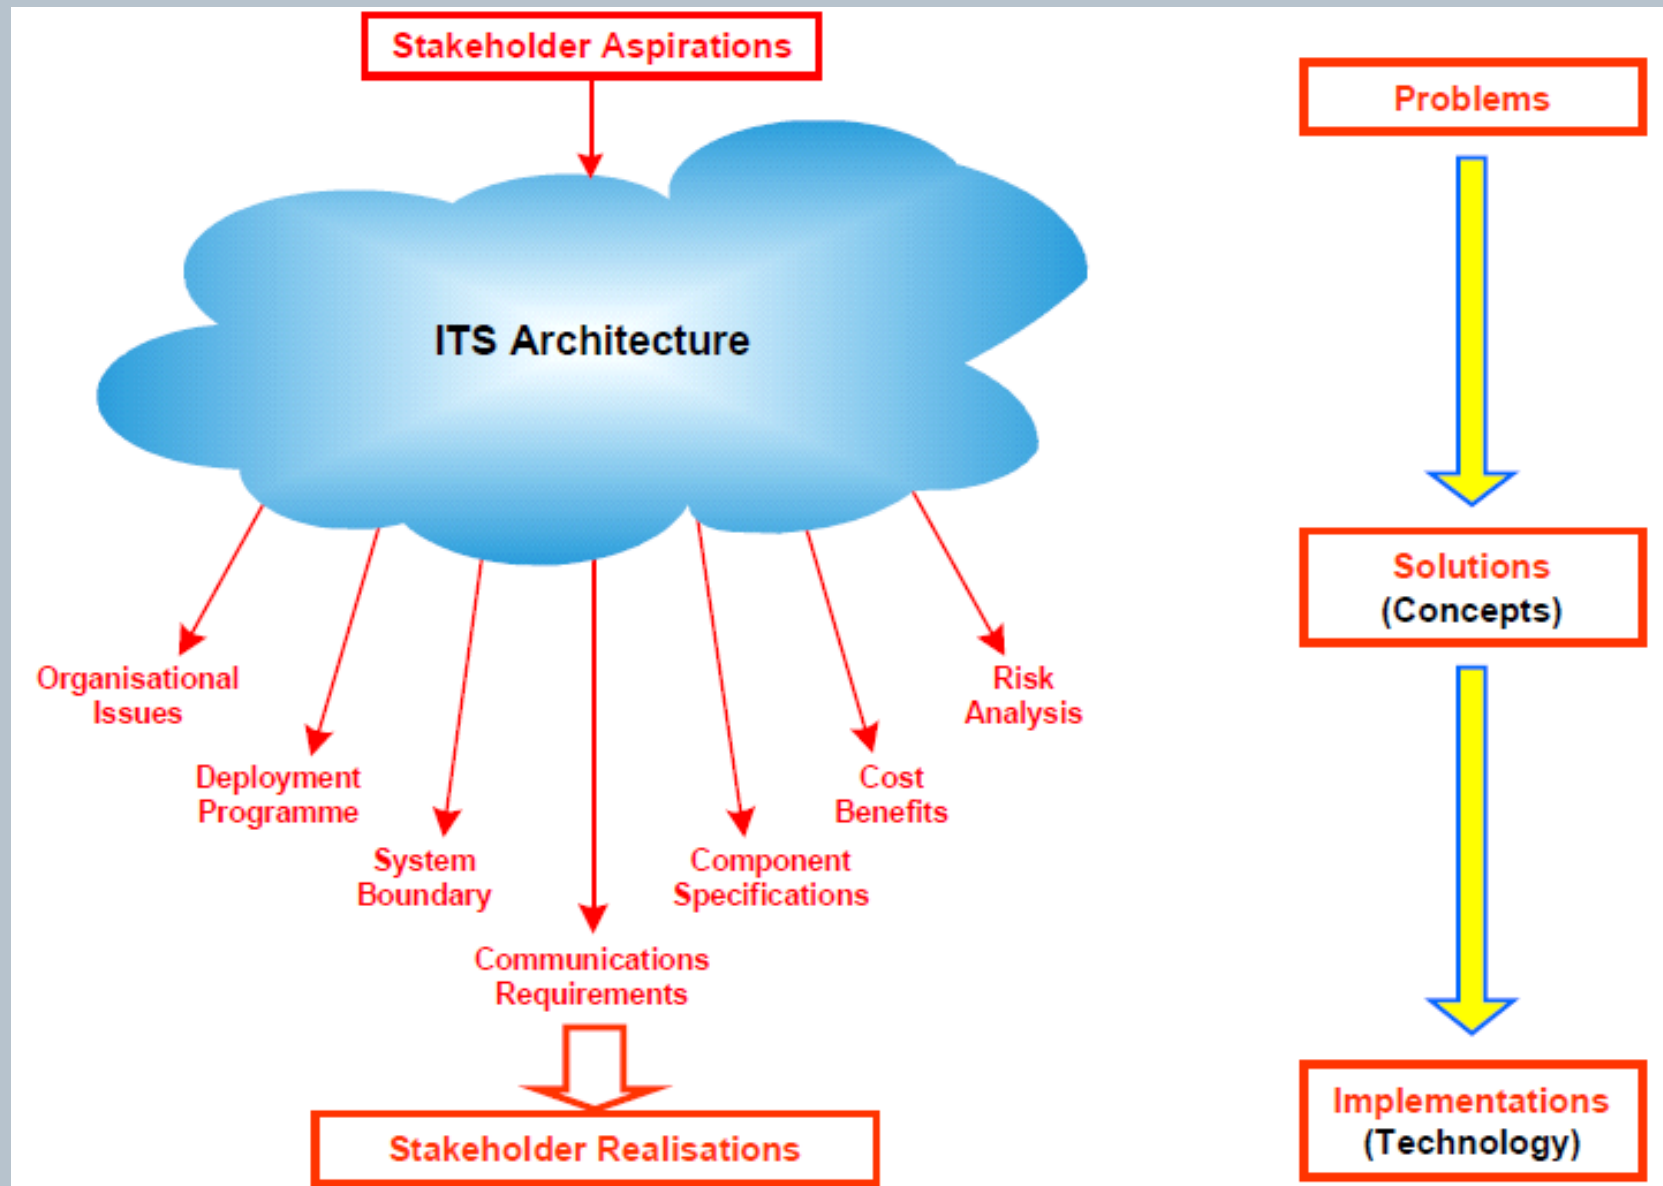 Stakeholder Aspirations
ITS Architecture
Organisational
Issues
Deployment
Programme
System
Boundary
Communications
Requirements
Component
Specifications
Cost
Benefits
Risk
Analysis
Stakeholder Realisations
Problems
Solutions
(Concepts)
Implementations
(Technology)